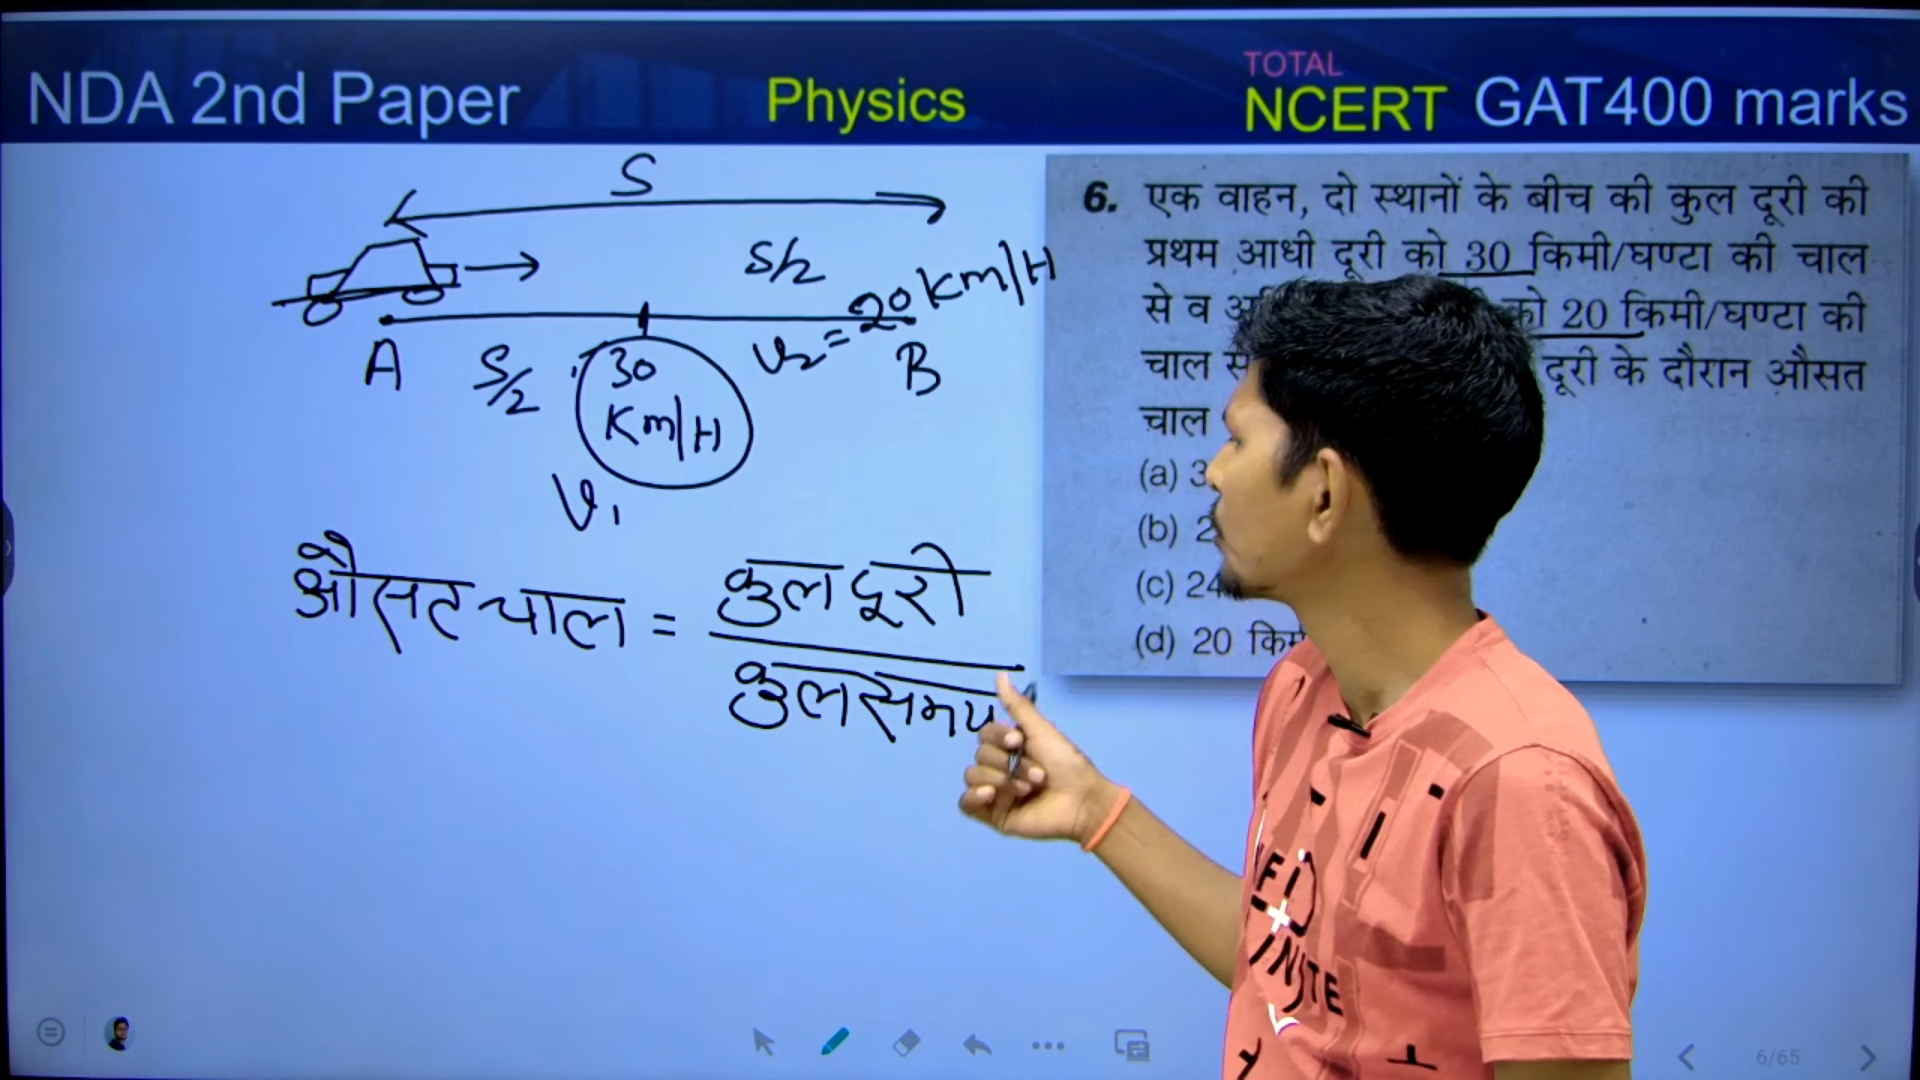 NDA 2nd Paper
Physics
TOTAL
NCERT GAT400 marks
S
S/2
A
S/2
30
Km/H
V₁
V₂ = 20 Km/H
B
औसट चाल = कुल दूरी
कुल समय
6. एक वाहन, दो स्थानों के बीच की कुल दूरी की
प्रथम आधी दूरी को 30 किमी/घण्टा की चाल
से व को 20 किमी/घण्टा की
चाल दूरी के दौरान औसत
चाल
(a) 3
(b) 2
(c) 24
(d) 20
6/65